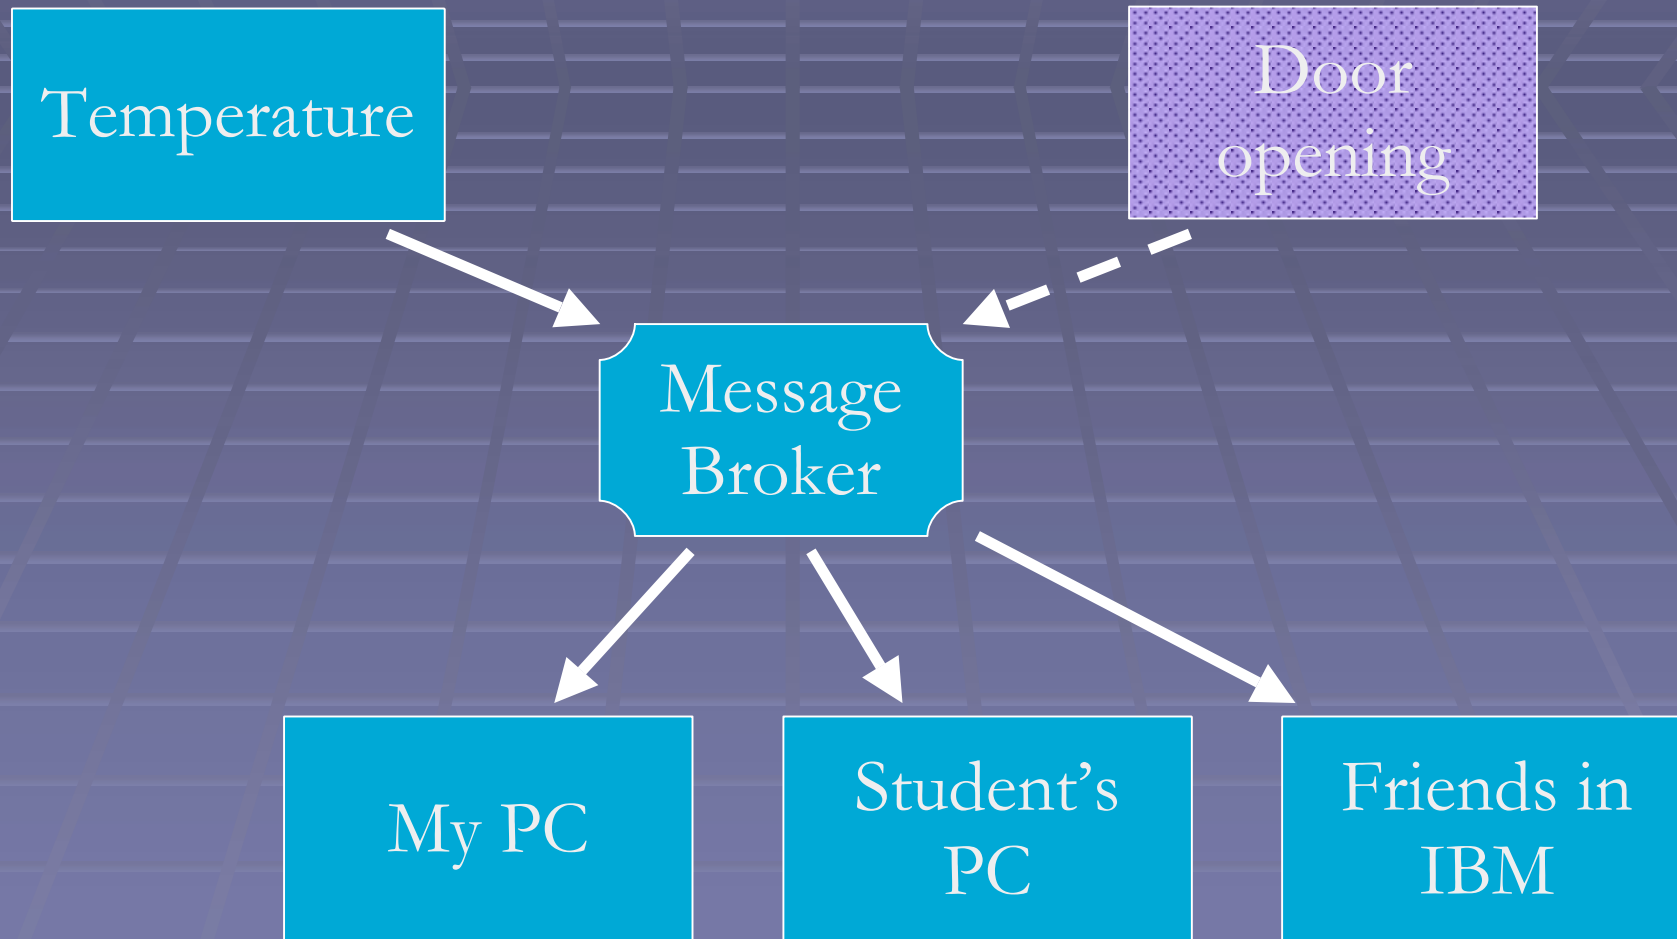 Temperature
Door
opening
Message
Broker
My PC
Student’s
PC
Friends in
IBM